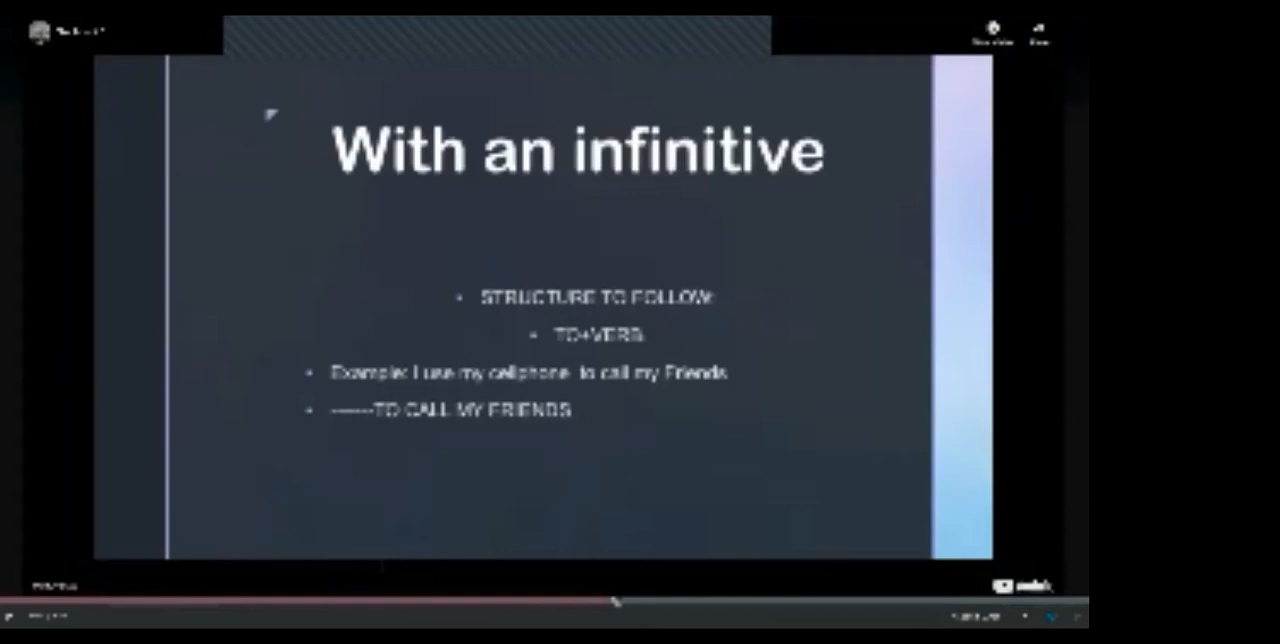 With an infinitive
• STRUCTURE TO FOLLOW:
• TO+VERB.
• Example: I use my cellphone to call my Friends
• -------TO CALL MY FRIENDS